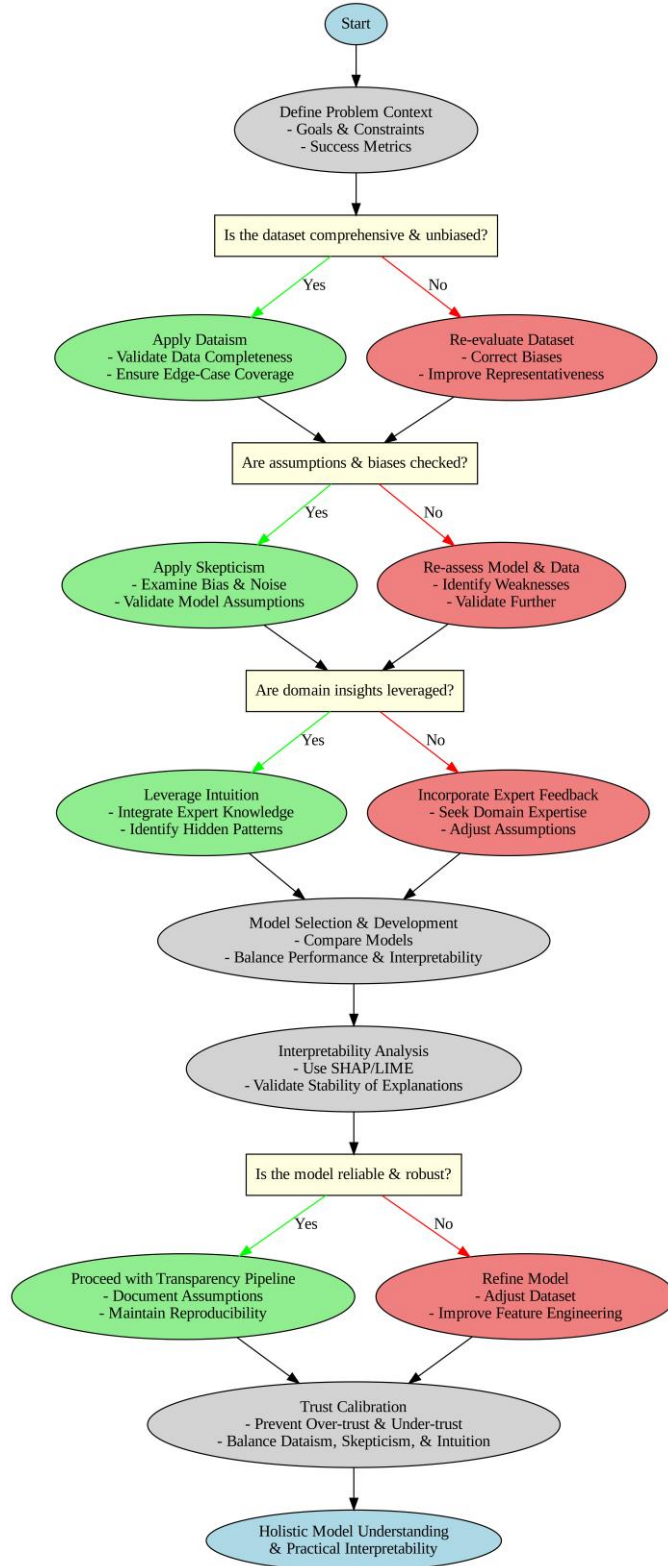 Start
Define Problem Context
- Goals & Constraints
- Success Metrics
Is the dataset comprehensive & unbiased?
Yes
No
Apply Dataism
- Validate Data Completeness
- Ensure Edge-Case Coverage
Re-evaluate Dataset
- Correct Biases
- Improve Representativeness
Are assumptions & biases checked?
Yes
No
Apply Skepticism
- Examine Bias & Noise
- Validate Model Assumptions
Re-assess Model & Data
- Identify Weaknesses
- Validate Further
Are domain insights leveraged?
Yes
No
Leverage Intuition
- Integrate Expert Knowledge
- Identify Hidden Patterns
Incorporate Expert Feedback
- Seek Domain Expertise
- Adjust Assumptions
Model Selection & Development
- Compare Models
- Balance Performance & Interpretability
Interpretability Analysis
- Use SHAP/LIME
- Validate Stability of Explanations
Is the model reliable & robust?
Yes
No
Proceed with Transparency Pipeline
- Document Assumptions
- Maintain Reproducibility
Refine Model
- Adjust Dataset
- Improve Feature Engineering
Trust Calibration
- Prevent Over-trust & Under-trust
- Balance Dataism, Skepticism, & Intuition
Holistic Model Understanding
& Practical Interpretability